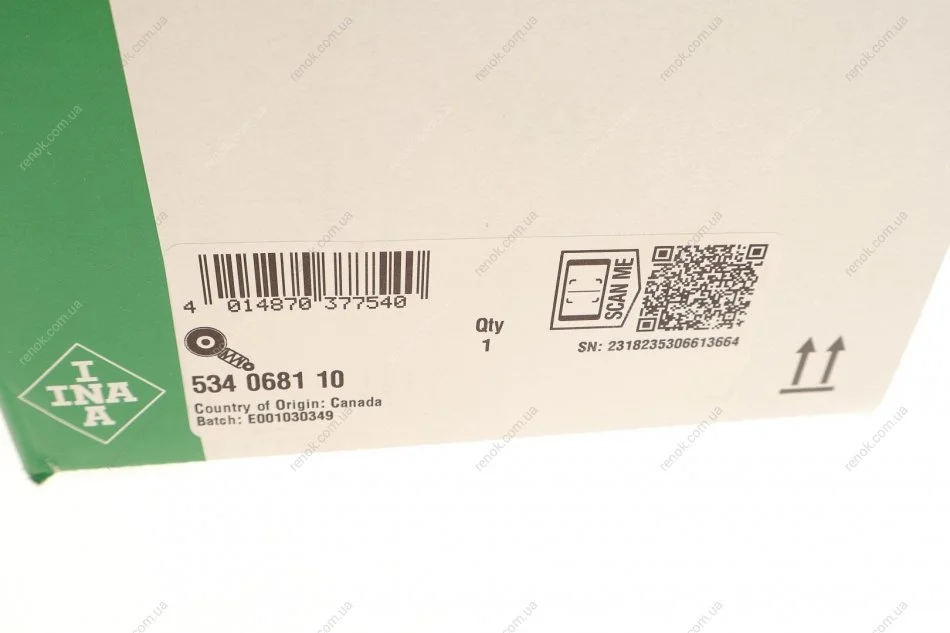 4 014870 377540
SCAN ME
Qty
1
SN: 2318235306613664
534 0681 10
Country of Origin: Canada
Batch: E001030349
I
INA
A
renok.com.ua